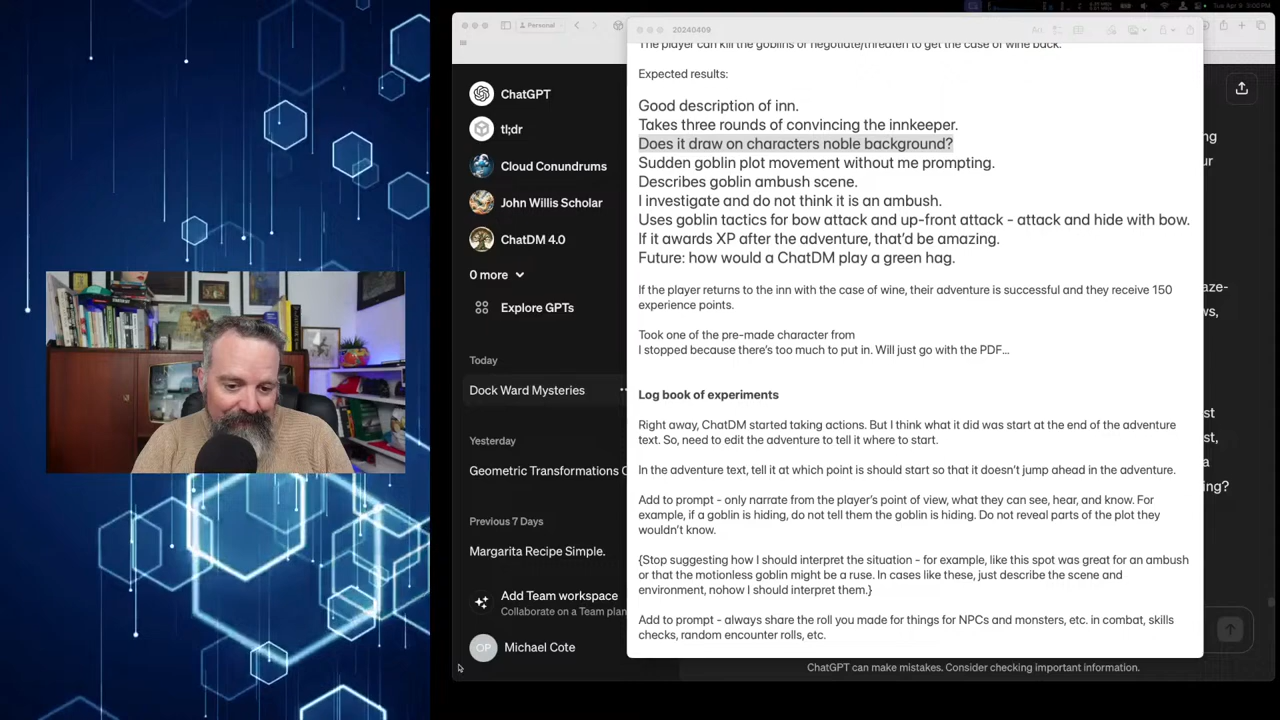 Personal
20240409
Tue Apr 9 3:00 PM
The player can kill the goblins or negotiate/threaten to get the case of wine back.
Expected results:
Good description of inn.
Takes three rounds of convincing the innkeeper.
Does it draw on characters noble background?
Sudden goblin plot movement without me prompting.
Describes goblin ambush scene.
I investigate and do not think it is an ambush.
Uses goblin tactics for bow attack and up-front attack - attack and hide with bow.
If it awards XP after the adventure, that'd be amazing.
Future: how would a ChatDM play a green hag.
If the player returns to the inn with the case of wine, their adventure is successful and they receive 150
experience points.
Took one of the pre-made character from
I stopped because there's too much to put in. Will just go with the PDF...
Log book of experiments
Right away, ChatDM started taking actions. But I think what it did was start at the end of the adventure
text. So, need to edit the adventure to tell it where to start.
In the adventure text, tell it at which point is should start so that it doesn't jump ahead in the adventure.
Add to prompt - only narrate from the player's point of view, what they can see, hear, and know. For
example, if a goblin is hiding, do not tell them the goblin is hiding. Do not reveal parts of the plot they
wouldn't know.
{Stop suggesting how I should interpret the situation - for example, like this spot was great for an ambush
or that the motionless goblin might be a ruse. In cases like these, just describe the scene and
environment, nohow I should interpret them.}
Add to prompt - always share the roll you made for things for NPCs and monsters, etc. in combat, skills
checks, random encounter rolls, etc.
ChatGPT
tl;dr
Cloud Conundrums
John Willis Scholar
ChatDM 4.0
0 more
Explore GPTs
Today
Dock Ward Mysteries
Yesterday
Geometric Transformations C
Previous 7 Days
Margarita Recipe Simple.
Add Team workspace
Collaborate on a Team plan
OP
Michael Cote
ChatGPT can make mistakes. Consider checking important information.